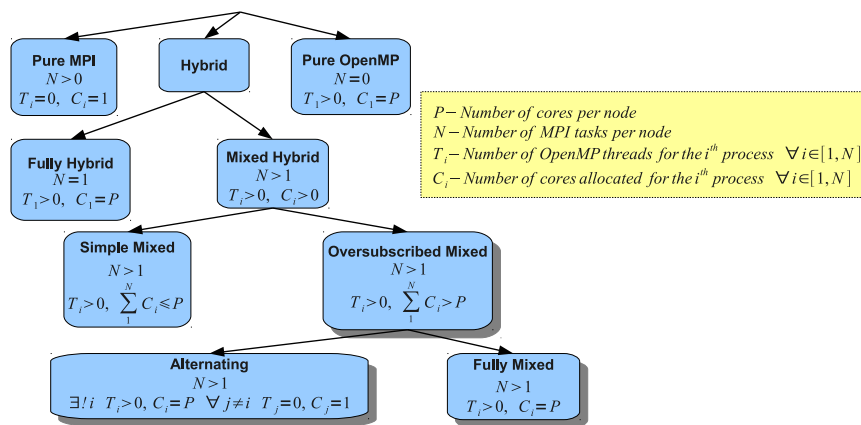 Pure MPI
N>0
T_i=0, C_i=1
Hybrid
Pure OpenMP
N=0
T_1>0, C_1=P
P−Number of cores per node
N−Number of MPI tasks per node
T_i−Number of OpenMP threads for the i^th process ∀ i∈[1,N]
C_i−Number of cores allocated for the i^th process ∀ i∈[1,N]
Fully Hybrid
N=1
T_1>0, C_1=P
Mixed Hybrid
N>1
T_i>0, C_i>0
Simple Mixed
N>1
T_i>0, ∑_1^N C_i≤P
Oversubscribed Mixed
N>1
T_i>0, ∑_1^N C_i>P
Alternating
N>1
∃! i T_i>0, C_i=P ∀ j≠i T_j=0, C_j=1
Fully Mixed
N>1
T_i>0, C_i=P